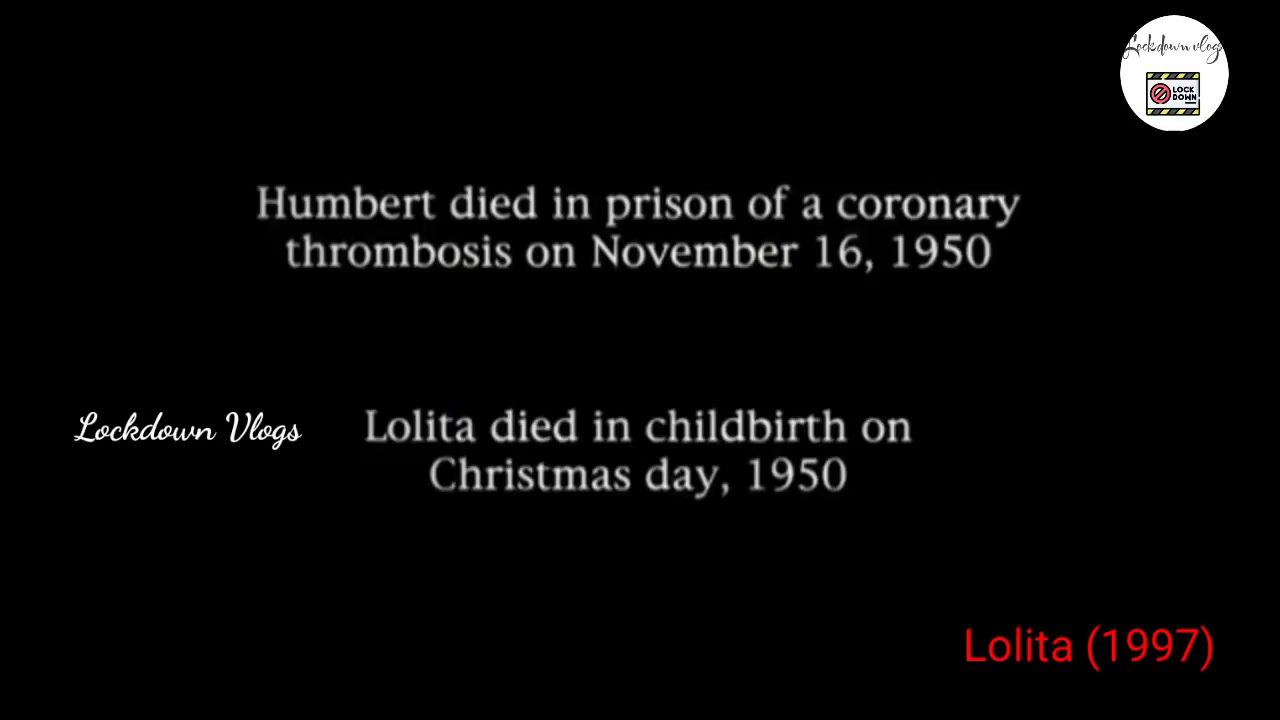 Lockdown vlogs
LOCK
DOWN
Humbert died in prison of a coronary
thrombosis on November 16, 1950
Lockdown Vlogs
Lolita died in childbirth on
Christmas day, 1950
Lolita (1997)